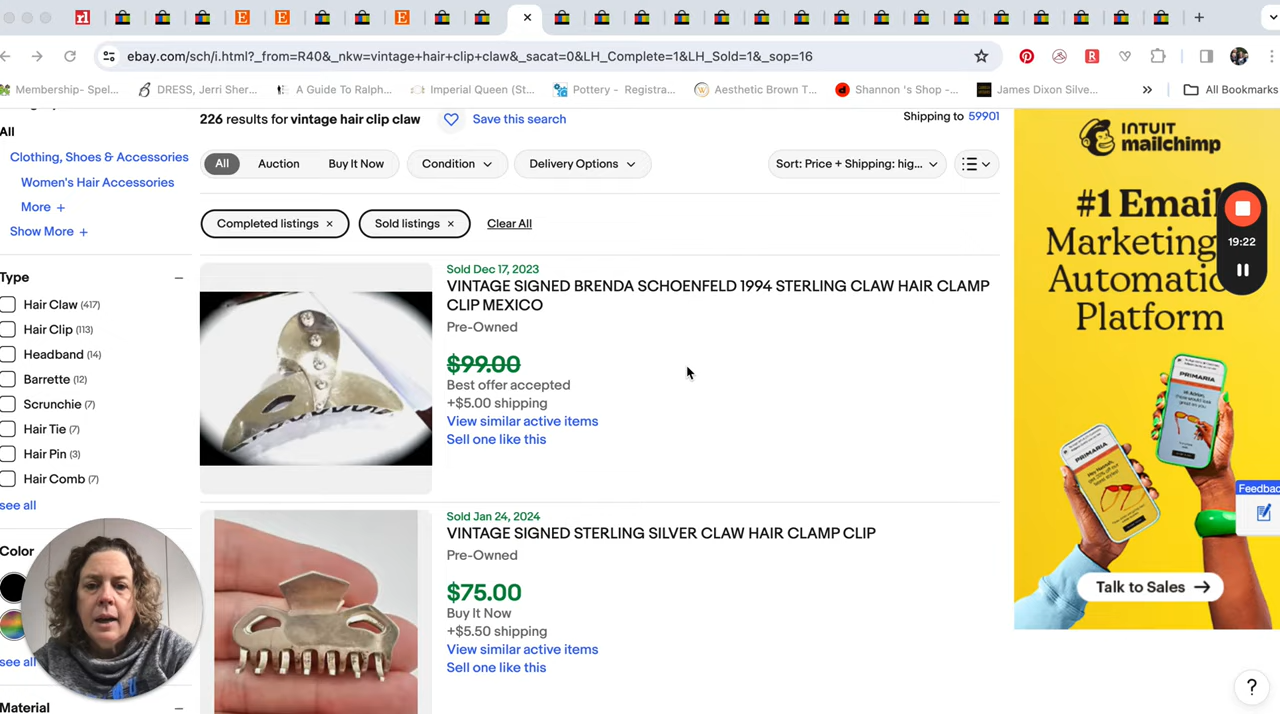 ebay.com/sch/i.html?_from=R40&_nkw=vintage+hair+clip+claw&_sacat=0&LH_Complete=1&LH_Sold=1&_sop=16
Membership- Spel...
DRESS, Jerri Sher...
A Guide To Ralph...
Imperial Queen (St...
Pottery - Registra...
Aesthetic Brown T...
Shannon 's Shop -...
James Dixon Silve...
»
All Bookmarks
226 results for vintage hair clip claw
Save this search
Shipping to 59901
All
Clothing, Shoes & Accessories
Women's Hair Accessories
More +
Show More +
All
Auction
Buy It Now
Condition
Delivery Options
Sort: Price + Shipping: hig...
Completed listings ×
Sold listings ×
Clear All
Type
Hair Claw (417)
Hair Clip (113)
Headband (14)
Barrette (12)
Scrunchie (7)
Hair Tie (7)
Hair Pin (3)
Hair Comb (7)
see all
Color
see all
Material
Sold Dec 17, 2023
VINTAGE SIGNED BRENDA SCHOENFELD 1994 STERLING CLAW HAIR CLAMP
CLIP MEXICO
Pre-Owned
$99.00
Best offer accepted
+$5.00 shipping
View similar active items
Sell one like this
Sold Jan 24, 2024
VINTAGE SIGNED STERLING SILVER CLAW HAIR CLAMP CLIP
Pre-Owned
$75.00
Buy It Now
+$5.50 shipping
View similar active items
Sell one like this
INTUIT
mailchimp
#1 Email
Marketing
Automatic
Platform
PRIMARIA
PRIMARIA
Talk to Sales →
19:22
Feedbac
?